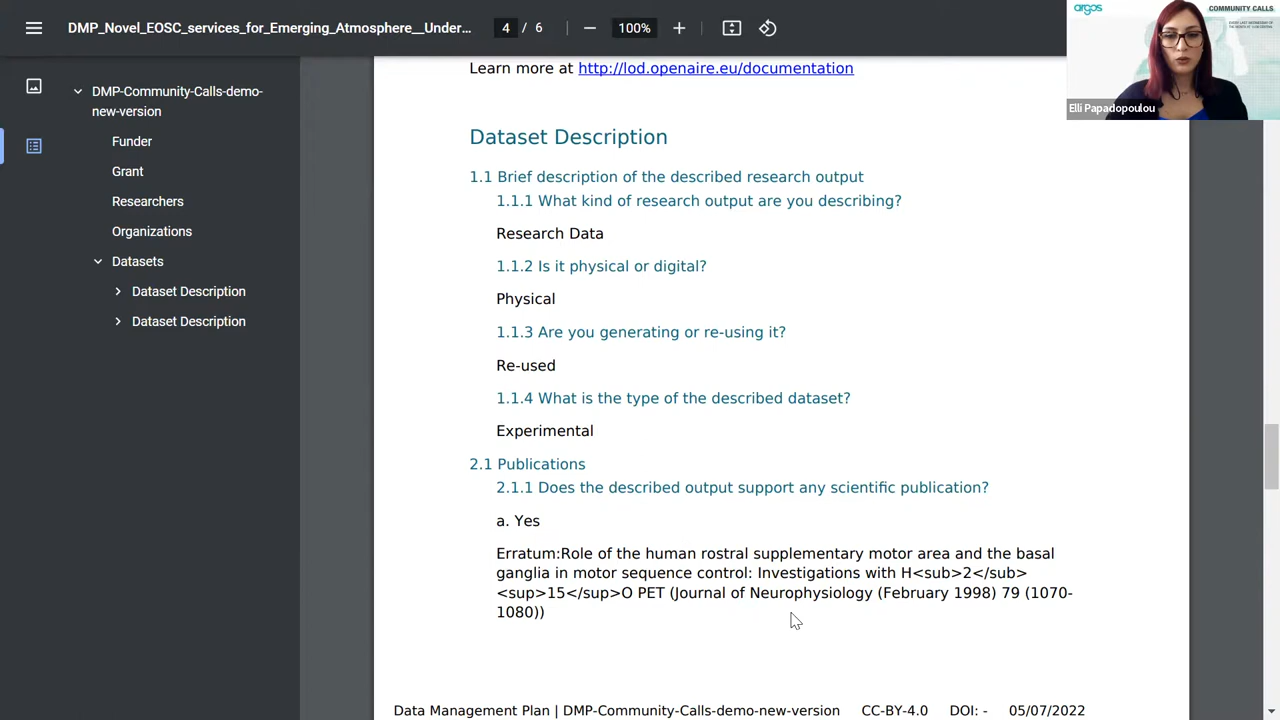 DMP_Novel_EOSC_services_for_Emerging_Atmosphere__Under...
4 / 6
100%
argos
COMMUNITY CALLS
EVERY LAST WEDNESDAY OF
Elli Papadopoulou
DMP-Community-Calls-demo-
new-version
Funder
Grant
Researchers
Organizations
Datasets
Dataset Description
Dataset Description
Learn more at http://lod.openaire.eu/documentation
Dataset Description
1.1 Brief description of the described research output
1.1.1 What kind of research output are you describing?
Research Data
1.1.2 Is it physical or digital?
Physical
1.1.3 Are you generating or re-using it?
Re-used
1.1.4 What is the type of the described dataset?
Experimental
2.1 Publications
2.1.1 Does the described output support any scientific publication?
a. Yes
Erratum:Role of the human rostral supplementary motor area and the basal
ganglia in motor sequence control: Investigations with H<sub>2</sub>
<sup>15</sup>O PET (Journal of Neurophysiology (February 1998) 79 (1070-
1080))
Data Management Plan | DMP-Community-Calls-demo-new-version CC-BY-4.0 DOI: - 05/07/2022